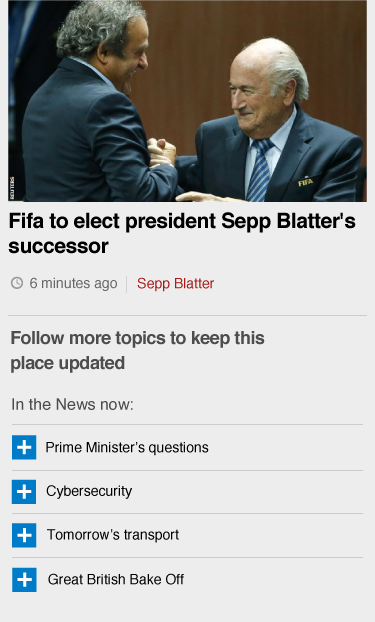 REUTERS
FIFA
Fifa to elect president Sepp Blatter's
successor
6 minutes ago
Sepp Blatter
Follow more topics to keep this
place updated
In the News now:
Prime Minister's questions
Cybersecurity
Tomorrow's transport
Great British Bake Off